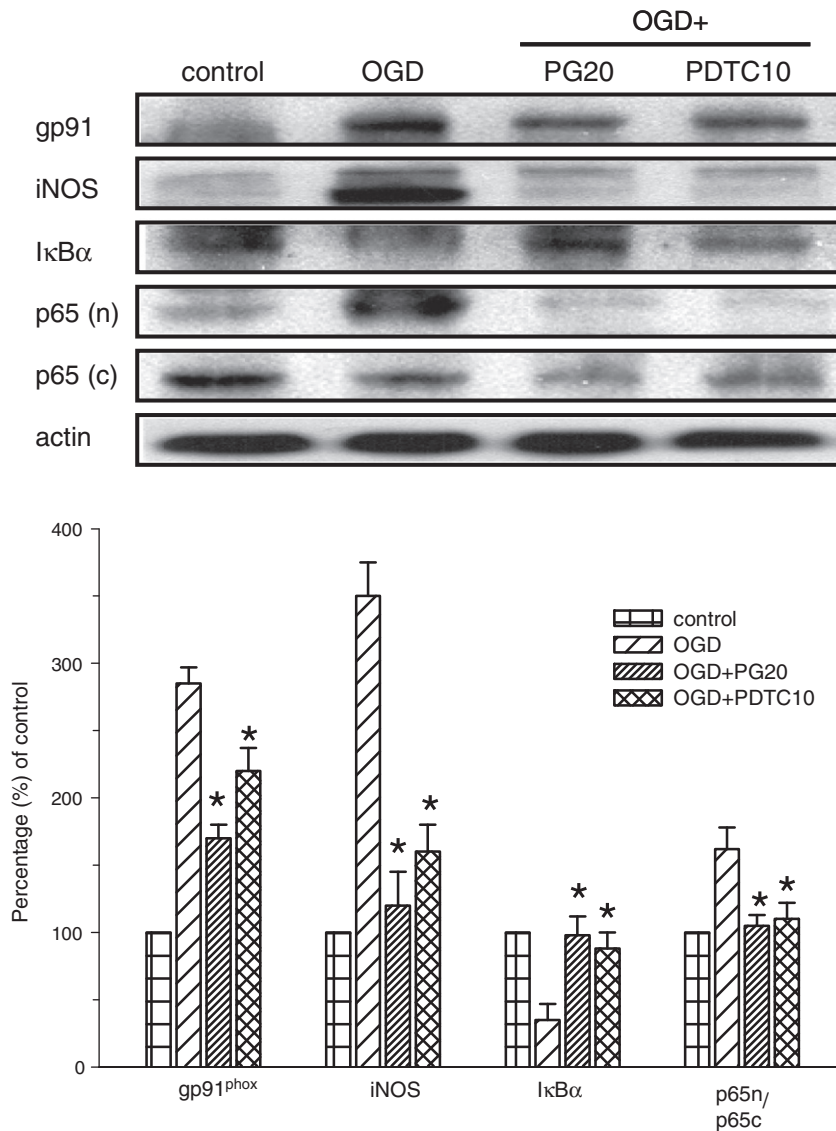 OGD+
control OGD PG20 PDTC10
gp91
iNOS
IκBα
p65 (n)
p65 (c)
actin
400
300
200
100
0
Percentage (%) of control
control
OGD
OGD+PG20
OGD+PDTC10
* * * * * * * *
gp91phox iNOS IκBα p65n/
p65c